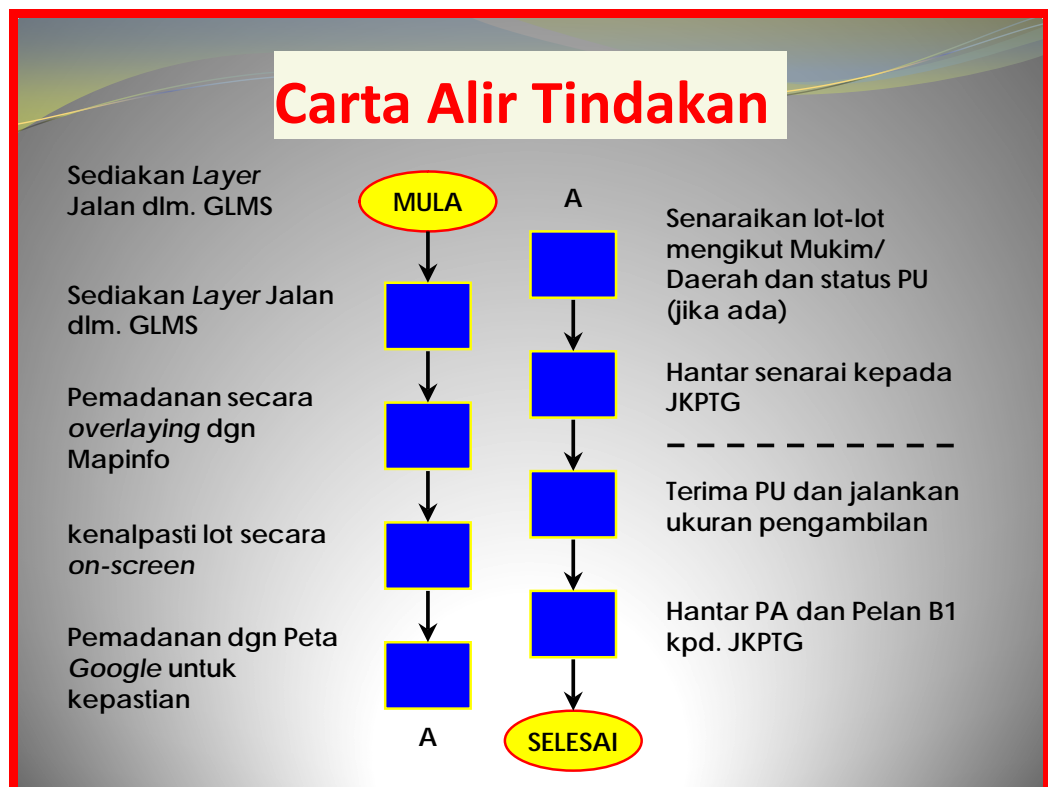 Carta Alir Tindakan
Sediakan Layer
Jalan dlm. GLMS
MULA
Sediakan Layer Jalan
dlm. GLMS
Pemadanan secara
overlaying dgn
Mapinfo
kenalpasti lot secara
on-screen
Pemadanan dgn Peta
Google untuk
kepastian
A
A
Senaraikan lot-lot
mengikut Mukim/
Daerah dan status PU
(jika ada)
Hantar senarai kepada
JKPTG
Terima PU dan jalankan
ukuran pengambilan
Hantar PA dan Pelan B1
kpd. JKPTG
SELESAI